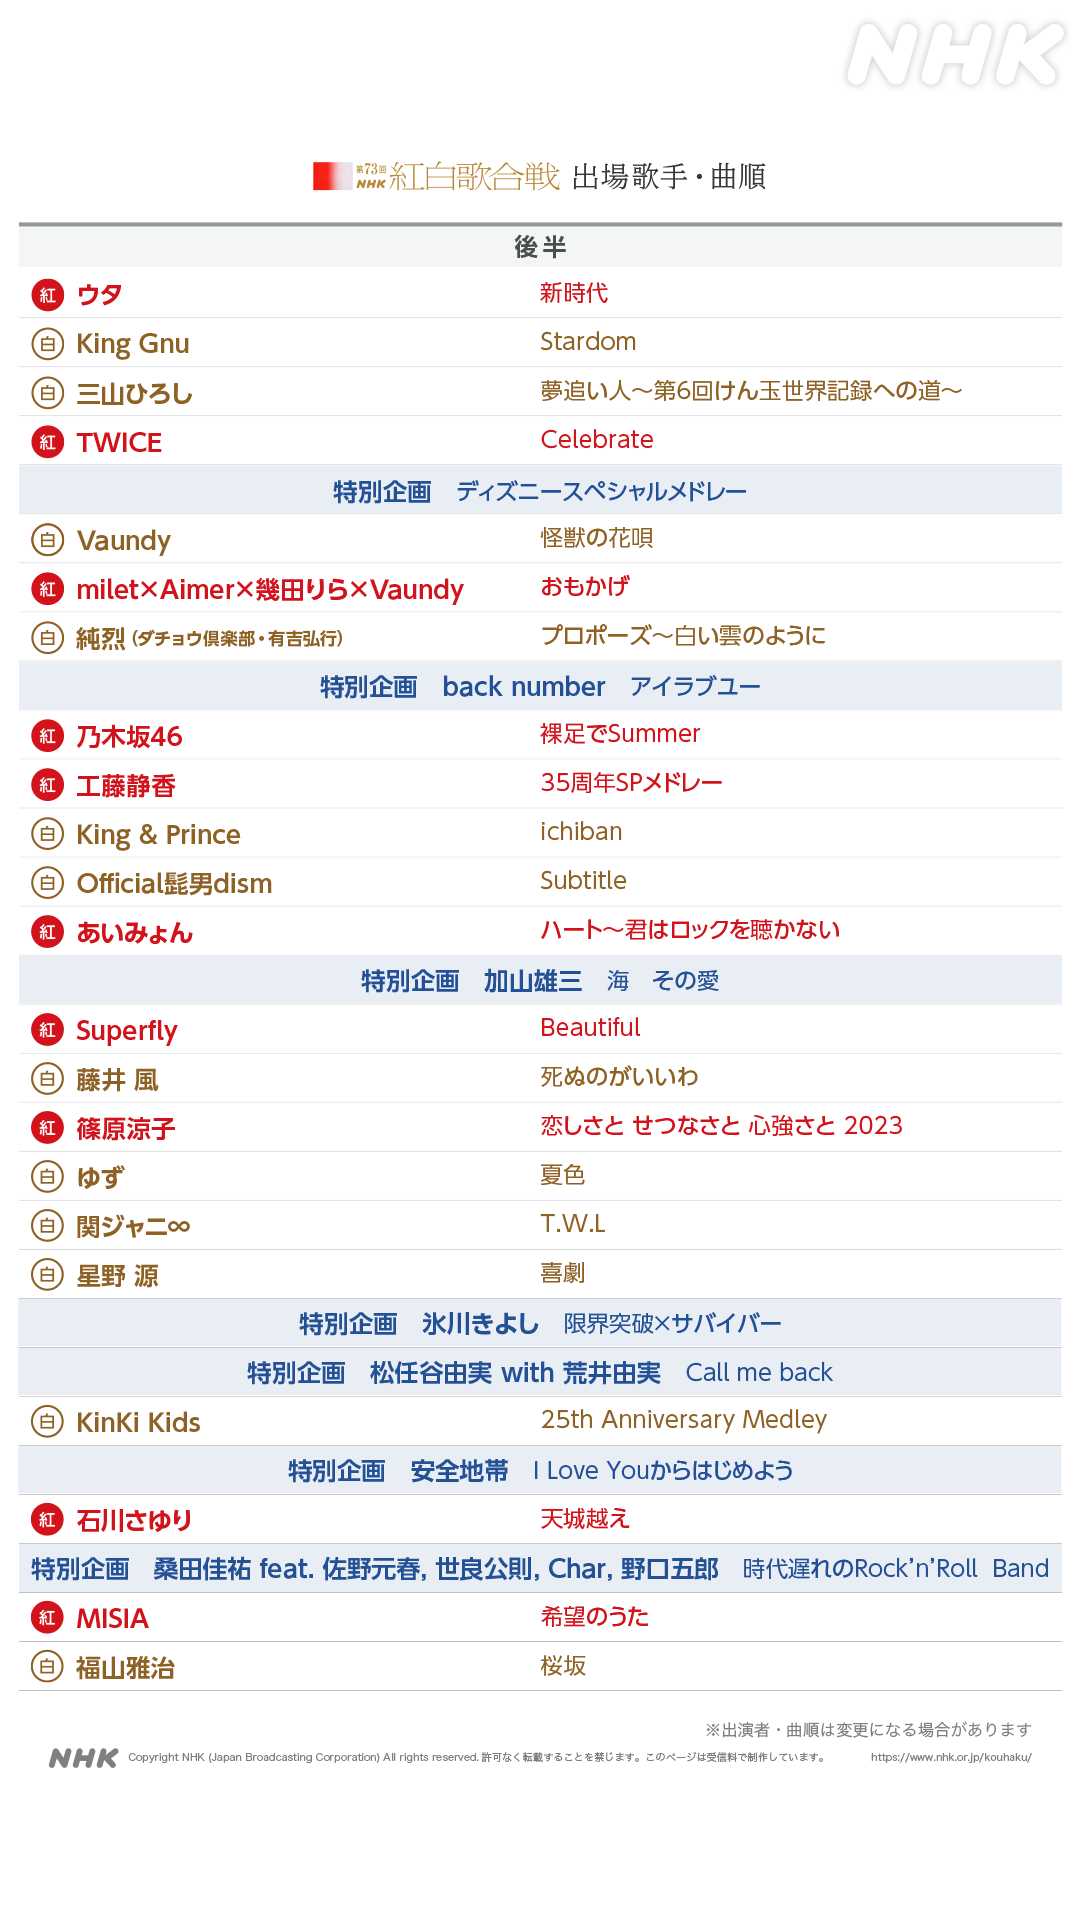 NHK
第73回 NHK 紅白歌合戦 出場歌手・曲順
後半
紅 ウタ 新時代
白 King Gnu Stardom
白 三山ひろし 夢追い人～第6回けん玉世界記録への道～
紅 TWICE Celebrate
特別企画 ディズニースペシャルメドレー
白 Vaundy 怪獣の花唄
紅 milet×Aimer×幾田りら×Vaundy おもかげ
白 純烈(ダチョウ倶楽部・有吉弘行) プロポーズ～白い雲のように
特別企画 back number アイラブユー
紅 乃木坂46 裸足でSummer
紅 工藤静香 35周年SPメドレー
白 King & Prince ichiban
白 Official髭男dism Subtitle
紅 あいみょん ハート～君はロックを聴かない
特別企画 加山雄三 海 その愛
紅 Superfly Beautiful
白 藤井 風 死ぬのがいいわ
紅 篠原涼子 恋しさと せつなさと 心強さと 2023
白 ゆず 夏色
白 関ジャニ∞ T.W.L
白 星野 源 喜劇
特別企画 氷川きよし 限界突破×サバイバー
特別企画 松任谷由実 with 荒井由実 Call me back
白 KinKi Kids 25th Anniversary Medley
特別企画 安全地帯 I Love Youからはじめよう
紅 石川さゆり 天城越え
特別企画 桑田佳祐 feat. 佐野元春, 世良公則, Char, 野口五郎 時代遅れのRock’n’Roll Band
紅 MISIA 希望のうた
白 福山雅治 桜坂
※出演者・曲順は変更になる場合があります
NHK Copyright NHK (Japan Broadcasting Corporation) All rights reserved. 許可なく転載することを禁じます。このページは受信料で制作しています。 https://www.nhk.or.jp/kouhaku/